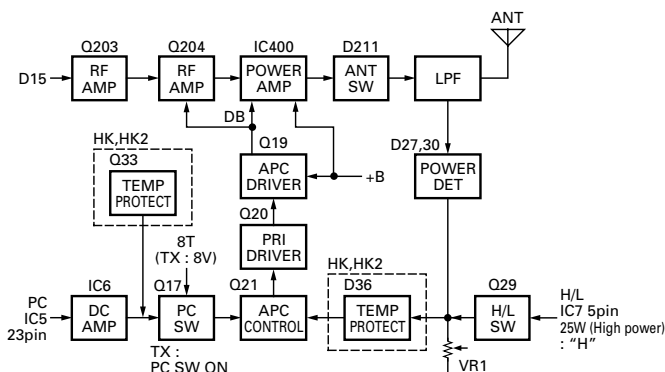 ANT
Q203
Q204
IC400
D211
D15
RF
AMP
RF
AMP
POWER
AMP
ANT
SW
LPF
DB
HK,HK2
Q33
TEMP
PROTECT
Q19
APC
DRIVER
+B
D27,30
POWER
DET
Q20
PRI
DRIVER
8T
(TX : 8V)
HK,HK2
PC
IC5
23pin
IC6
DC
AMP
Q17
PC
SW
TX :
PC SW ON
Q21
APC
CONTROL
D36
TEMP
PROTECT
Q29
H/L
SW
H/L
IC7 5pin
25W (High power)
: “H”
VR1